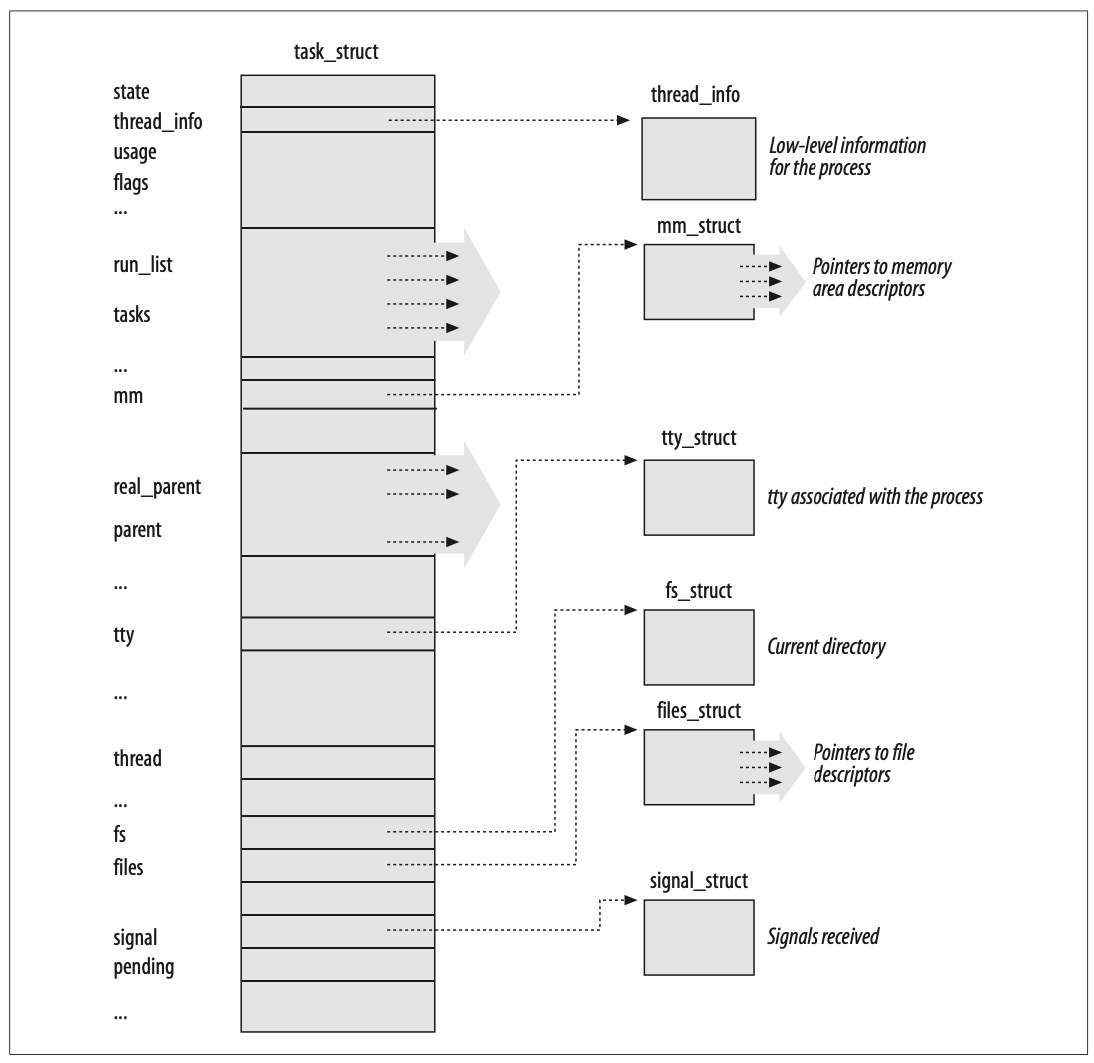 task_struct
state
thread_info
usage
flags
...
run_list
tasks
...
mm
real_parent
parent
...
tty
...
thread
...
fs
files
signal
pending
...
thread_info
Low-level information
for the process
mm_struct
Pointers to memory
area descriptors
tty_struct
tty associated with the process
fs_struct
Current directory
files_struct
Pointers to file
descriptors
signal_struct
Signals received